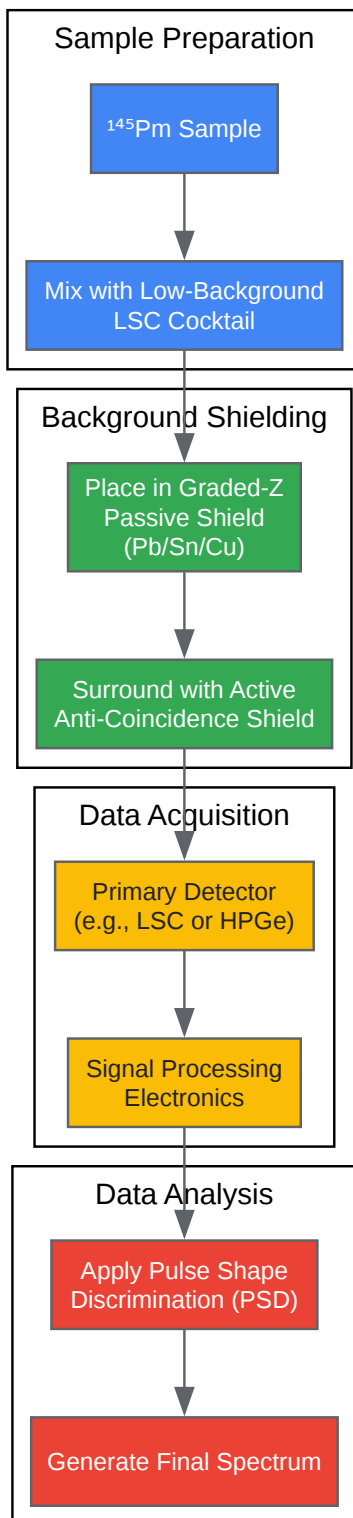 Sample Preparation
¹⁴⁵Pm Sample
Mix with Low-Background
LSC Cocktail
Background Shielding
Place in Graded-Z
Passive Shield
(Pb/Sn/Cu)
Surround with Active
Anti-Coincidence Shield
Data Acquisition
Primary Detector
(e.g., LSC or HPGe)
Signal Processing
Electronics
Data Analysis
Apply Pulse Shape
Discrimination (PSD)
Generate Final Spectrum